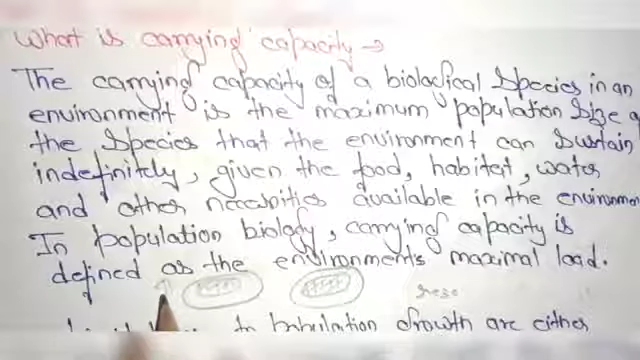 What is carrying capacity →
The carrying capacity of a biological species in an
environment is the maximum population size of
the species that the environment can sustain
indefinitely, given the food, habitat, water
and other necessities available in the environment
In population biology, carrying capacity is
defined as the environment's maximal load.
to population growth are either